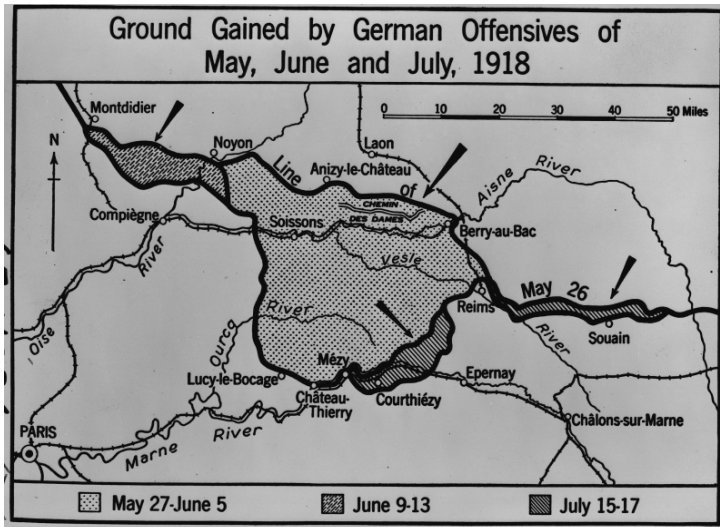 Ground Gained by German Offensives of
May, June and July, 1918
Montdidier
0 10 20 30 40 50 Miles
N
Noyon
Laon
Line of May 26
Anizy-le-Château
Aisne River
CHEMIN
DES DAMES
Compiègne
Soissons
Berry-au-Bac
River
Vesle
Oise
River
Reims
River
Souain
Ourcq
Mézy
Lucy-le-Bocage
Château-
Thierry
Courthiézy
Epernay
Châlons-sur-Marne
PARIS
Marne River
May 27-June 5
June 9-13
July 15-17